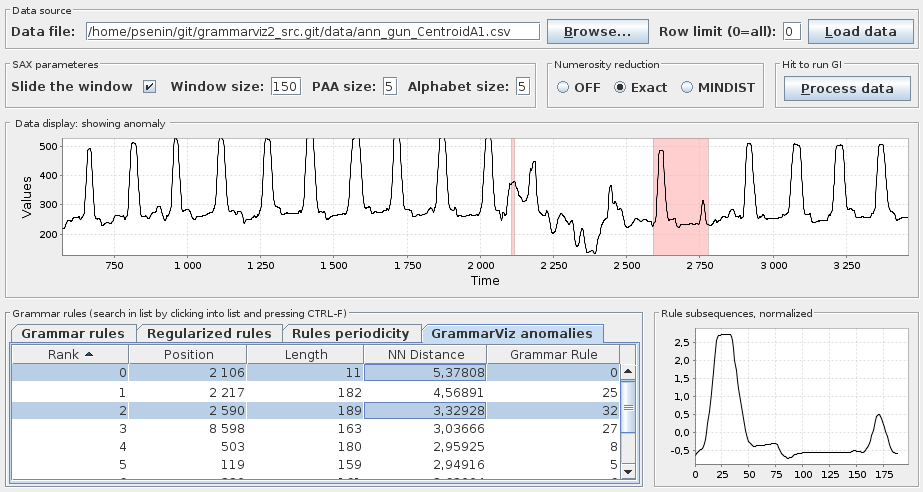 Data source
Data file: /home/psenin/git/grammarviz2_src.git/data/ann_gun_CentroidA1.csv Browse... Row limit (0=all): 0 Load data
SAX parameteres Numerosity reduction Hit to run GI
Slide the window Window size: 150 PAA size: 5 Alphabet size: 5 OFF Exact MINDIST Process data
Data display: showing anomaly
500
400
300
200
Values
750 1 000 1 250 1 500 1 750 2 000 2 250 2 500 2 750 3 000 3 250
Time
Grammar rules (search in list by clicking into list and pressing CTRL-F)
Grammar rules Regularized rules Rules periodicity GrammarViz anomalies
Rank Position Length NN Distance Grammar Rule
0 2 106 11 5,37808 0
1 2 217 182 4,56891 25
2 2 590 189 3,32928 32
3 8 598 163 3,03666 27
4 503 180 2,95925 8
5 119 159 2,94916 5
Rule subsequences, normalized
2,5
2,0
1,5
1,0
0,5
0,0
-0,5
0 25 50 75 100 125 150 175